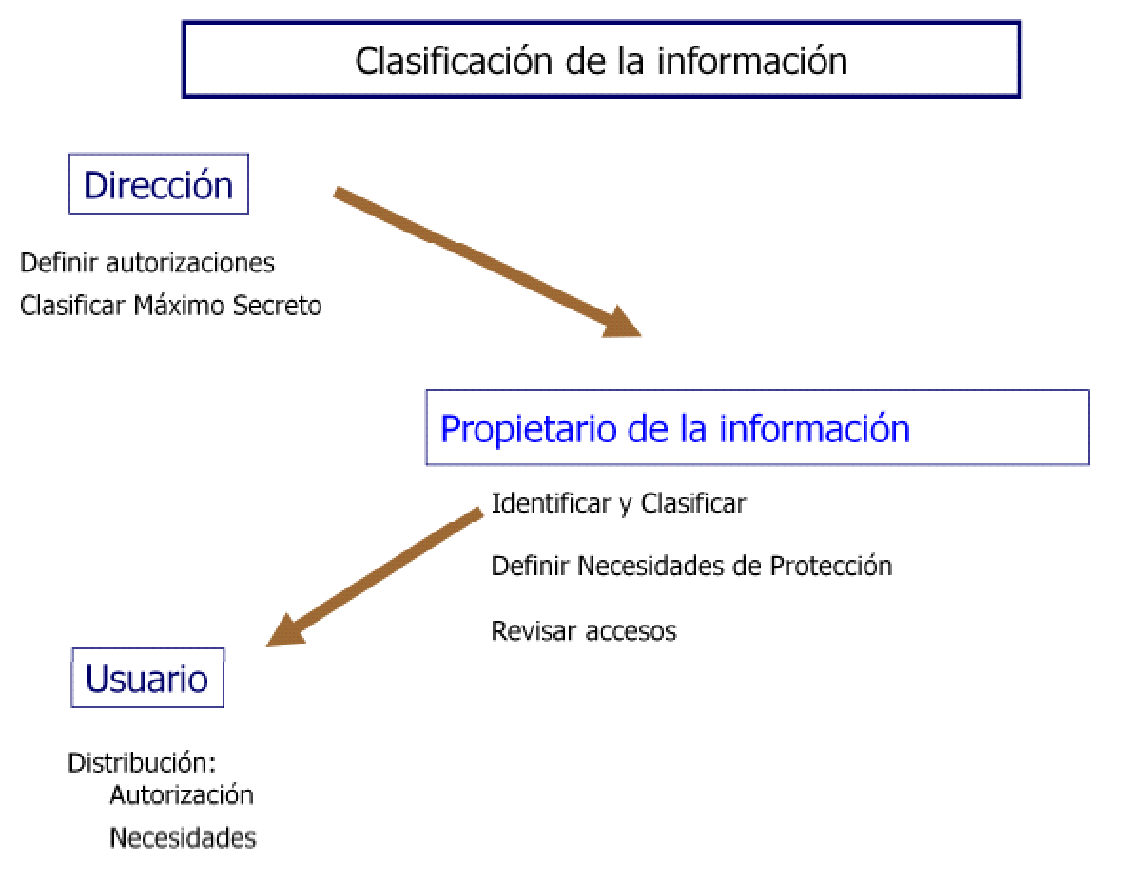 Clasificación de la información
Dirección
Definir autorizaciones
Clasificar Máximo Secreto
Propietario de la información
Identificar y Clasificar
Definir Necesidades de Protección
Revisar accesos
Usuario
Distribución:
Autorización
Necesidades